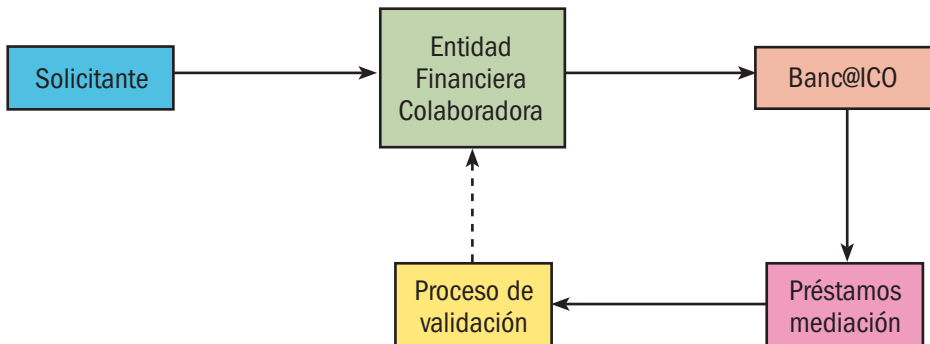 Solicitante
Entidad
Financiera
Colaboradora
Banc@ICO
Proceso de
validación
Préstamos
mediación